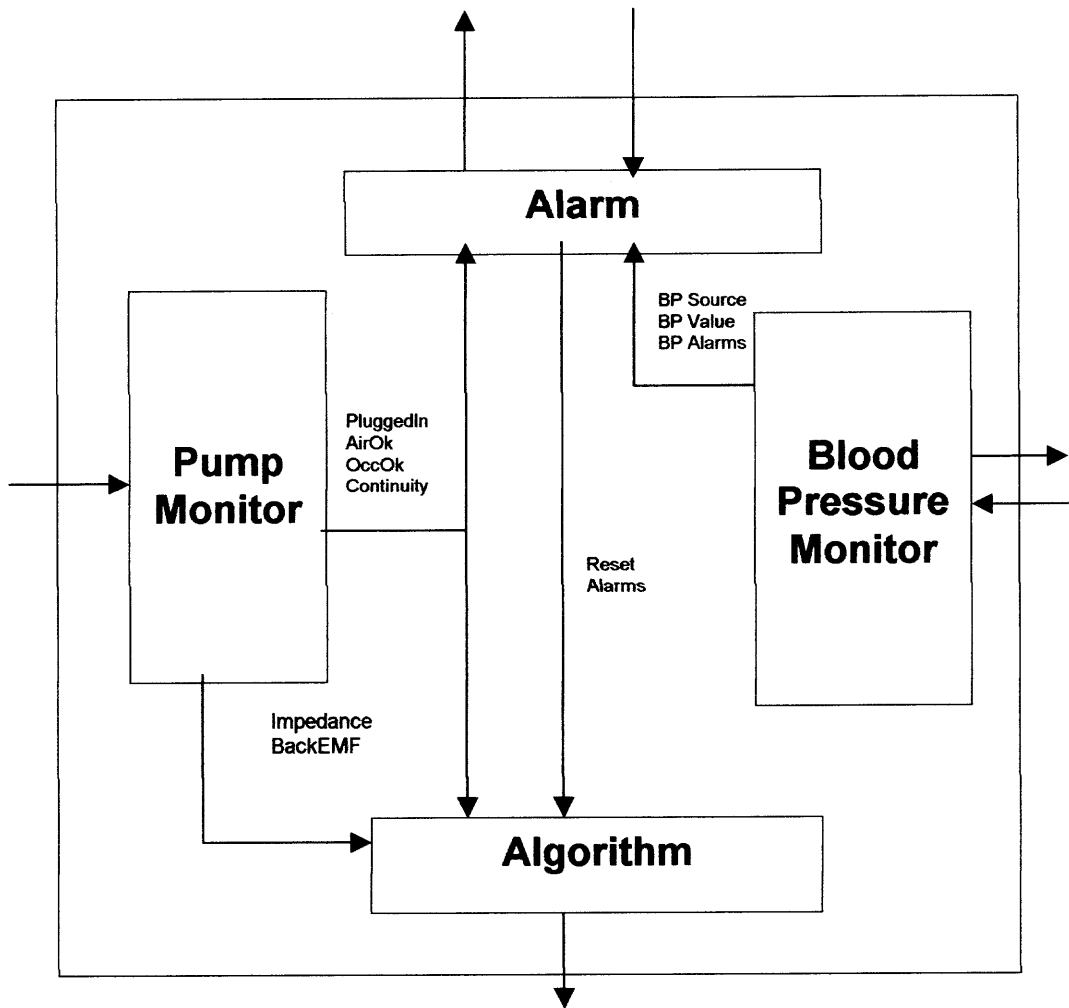 Alarm
BP Source
BP Value
BP Alarms
PluggedIn
AirOk
OccOk
Continuity
Pump
Monitor
Blood
Pressure
Monitor
Reset
Alarms
Impedance
BackEMF
Algorithm